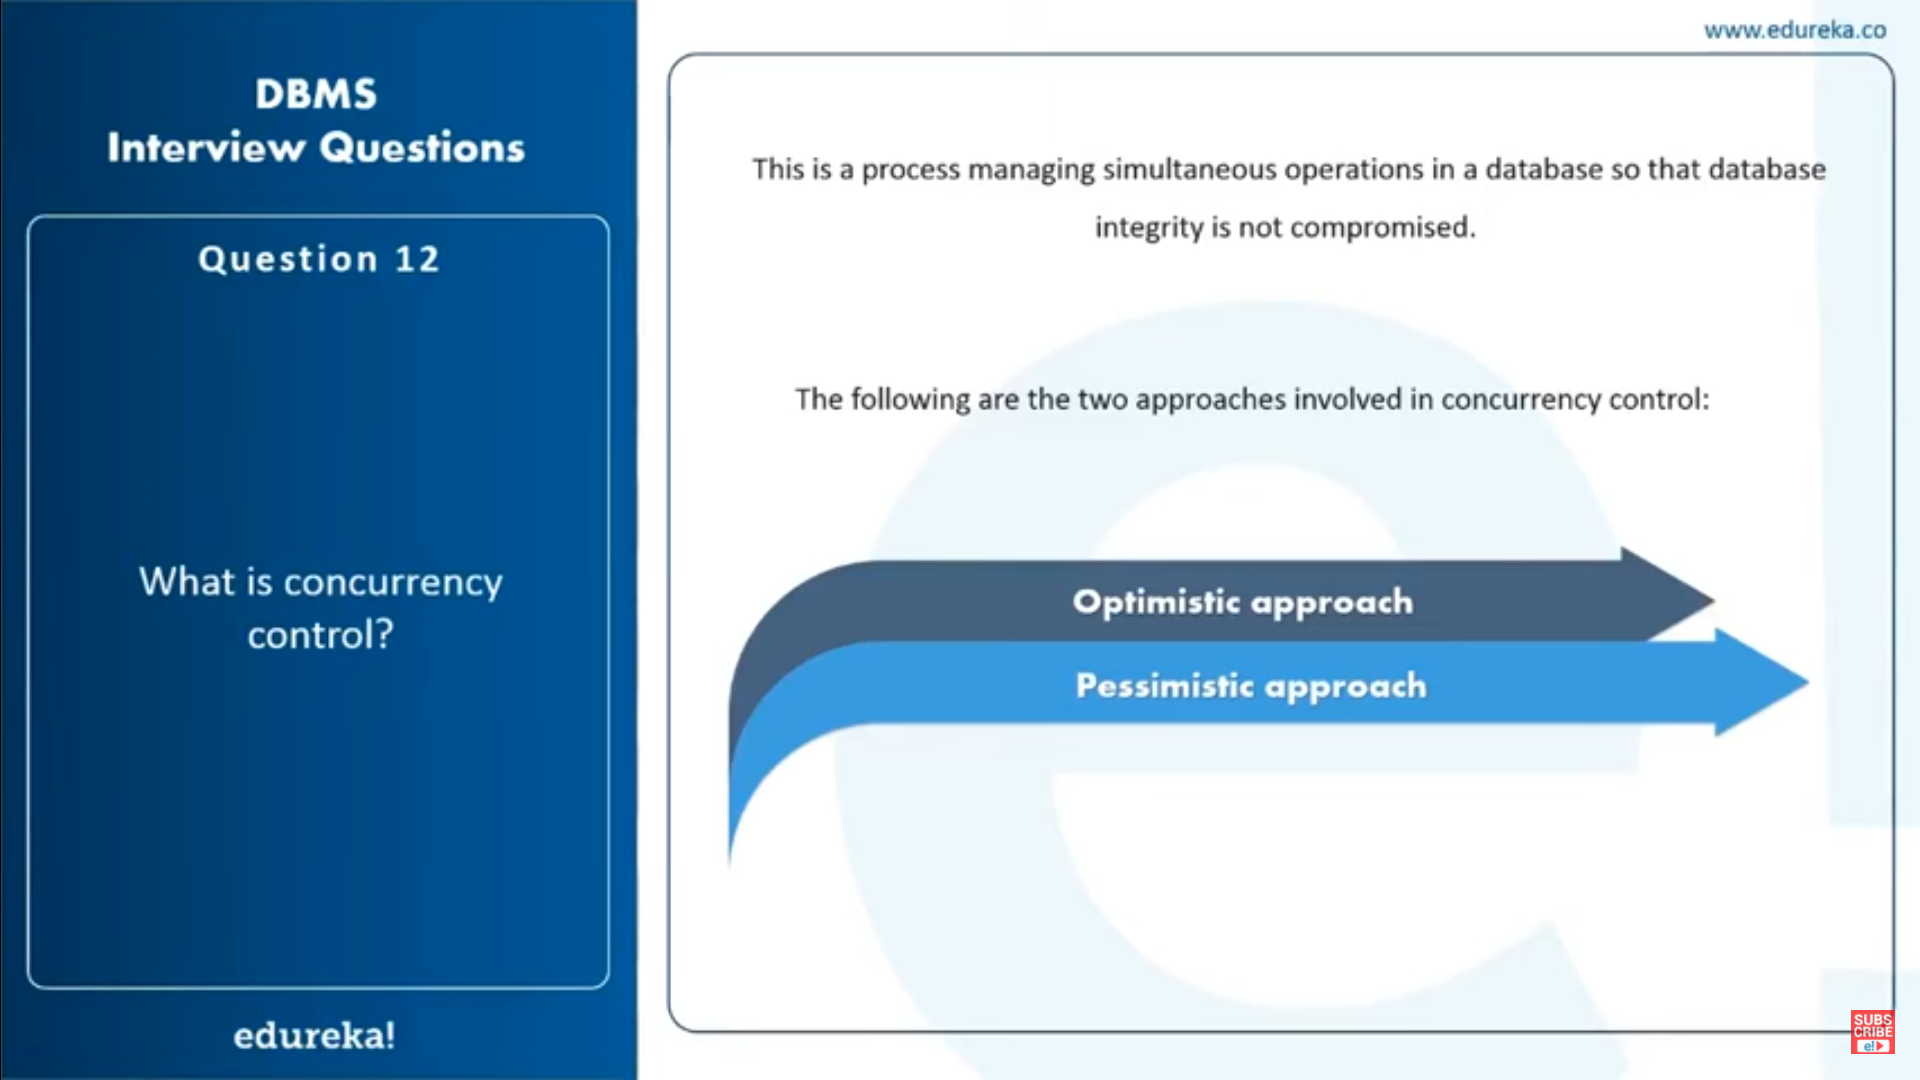 www.edureka.co
DBMS
Interview Questions
Question 12
What is concurrency
control?
edureka!
This is a process managing simultaneous operations in a database so that database
integrity is not compromised.
The following are the two approaches involved in concurrency control:
Optimistic approach
Pessimistic approach
SUBS
CRIBE
e!